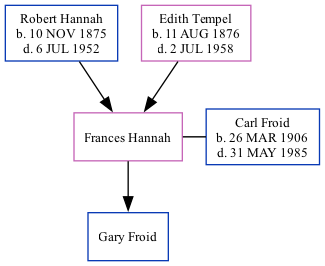 Robert Hannah
b. 10 NOV 1875
d. 6 JUL 1952
Edith Tempel
b. 11 AUG 1876
d. 2 JUL 1958
Frances Hannah
Carl Froid
b. 26 MAR 1906
d. 31 MAY 1985
Gary Froid